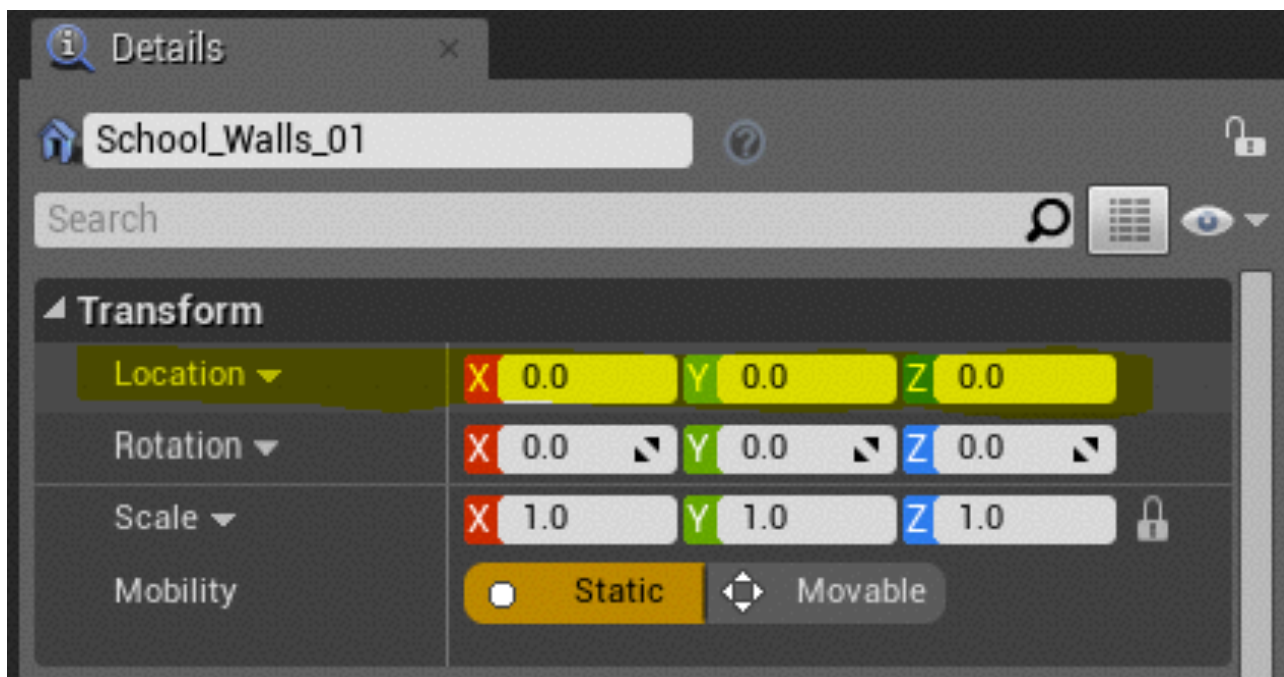 Details
School_Walls_01
Search
Transform
Location X 0.0 Y 0.0 Z 0.0
Rotation X 0.0 Y 0.0 Z 0.0
Scale X 1.0 Y 1.0 Z 1.0
Mobility Static Movable